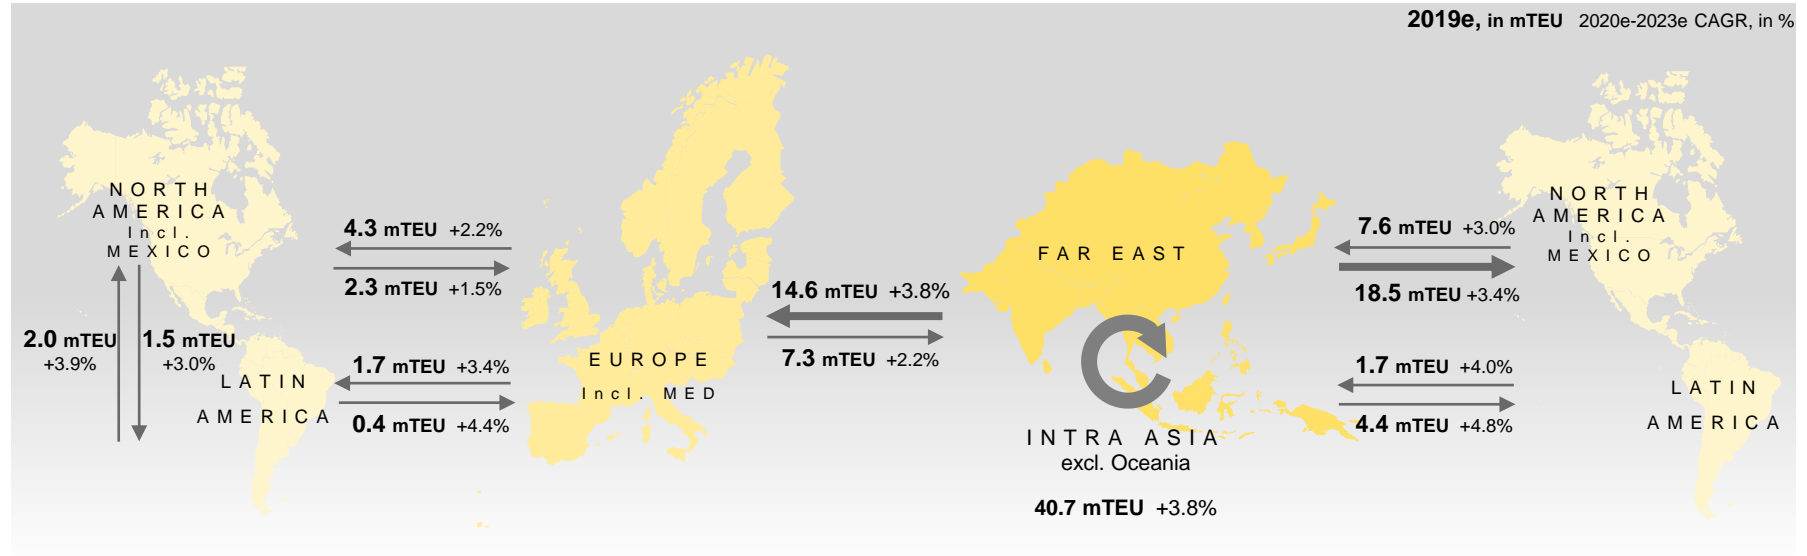 2019e, in mTEU 2020e-2023e CAGR, in %
NORTH
AMERICA
Incl.
MEXICO
4.3 mTEU +2.2%
2.3 mTEU +1.5%
2.0 mTEU
+3.9%
1.5 mTEU
+3.0%
LATIN
AMERICA
1.7 mTEU +3.4%
0.4 mTEU +4.4%
EUROPE
Incl. MED
14.6 mTEU +3.8%
7.3 mTEU +2.2%
FAR EAST
INTRA ASIA
excl. Oceania
40.7 mTEU +3.8%
7.6 mTEU +3.0%
18.5 mTEU +3.4%
1.7 mTEU +4.0%
4.4 mTEU +4.8%
NORTH
AMERICA
Incl.
MEXICO
LATIN
AMERICA